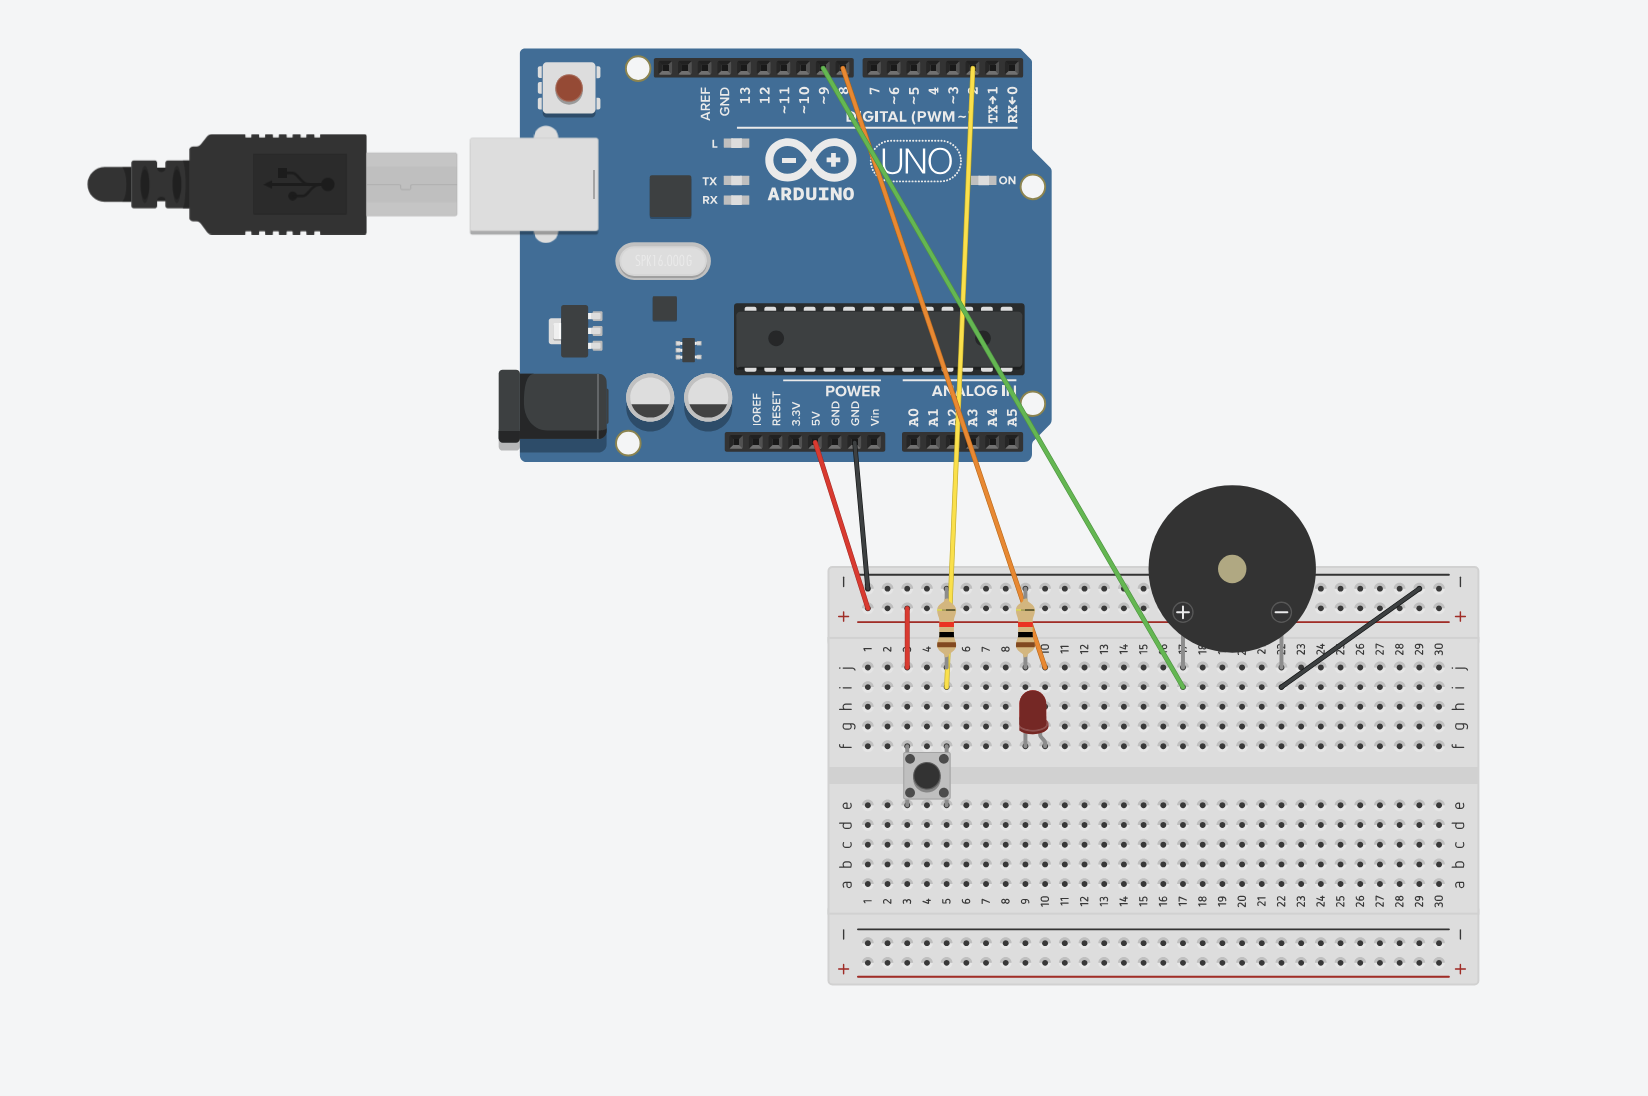 AREF
GND
13
12
~11
~10
~9
8
7
~6
~5
4
~3
2
TX→1
RX←0
DIGITAL (PWM~)
L
TX
RX
ARDUINO
UNO
ON
SPK16.000G
POWER
ANALOG IN
IOREF
RESET
3.3V
5V
GND
GND
Vin
A0
A1
A2
A3
A4
A5
− −
+ +
+ −
1 2 3 4 5 6 7 8 9 10 11 12 13 14 15 16 17 18 19 20 21 22 23 24 25 26 27 28 29 30
j j
i i
h h
g g
f f
e e
d d
c c
b b
a a
1 2 3 4 5 6 7 8 9 10 11 12 13 14 15 16 17 18 19 20 21 22 23 24 25 26 27 28 29 30
− −
+ +